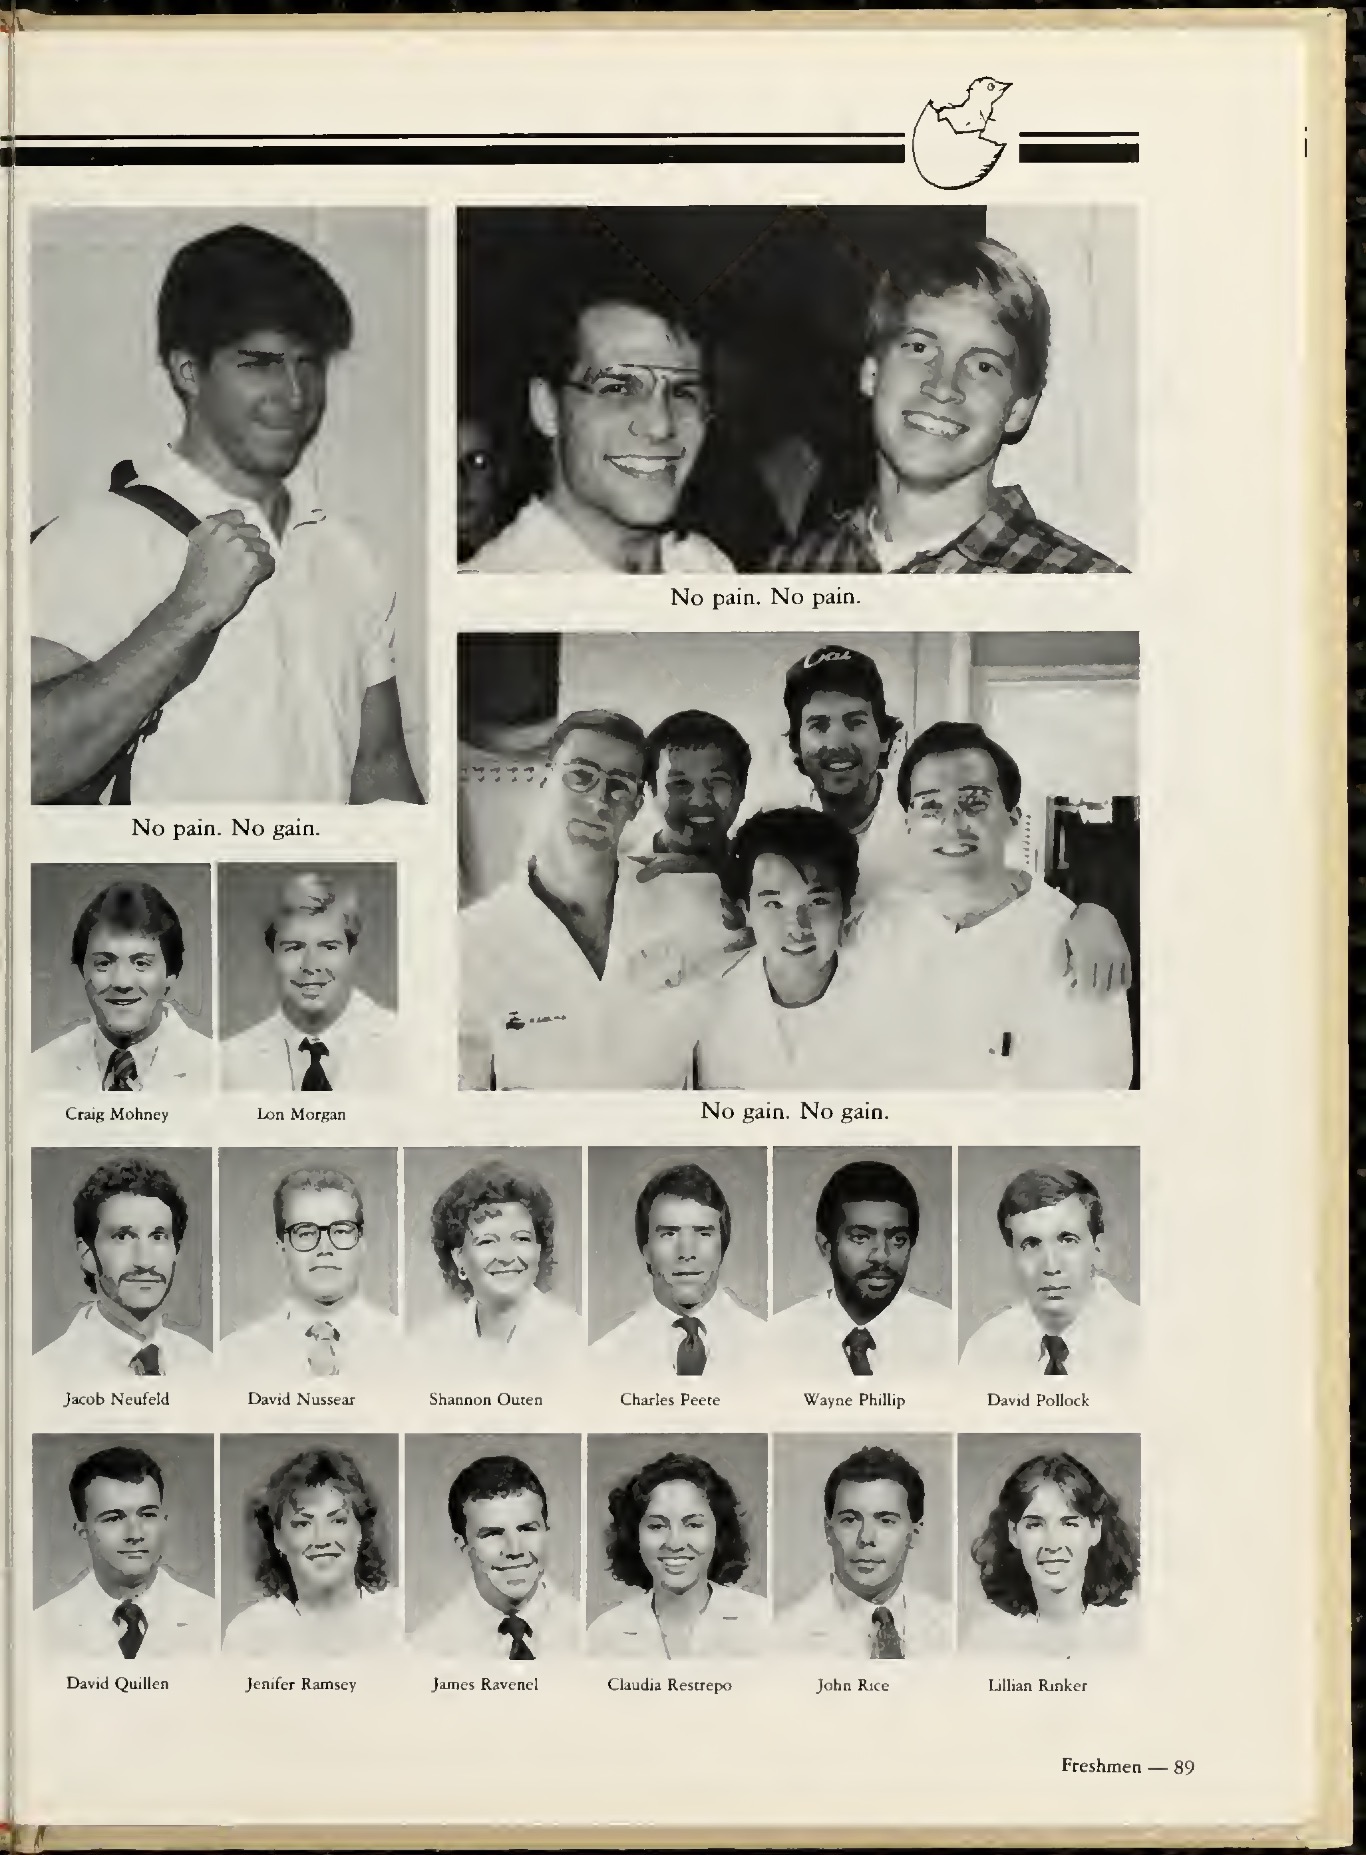 No pain. No pain.
Cal
No pain. No gain.
No gain. No gain.
Craig Mohney
Lon Morgan
Jacob Neufeld
David Nussear
Shannon Outen
Charles Peete
Wayne Phillip
David Pollock
David Quillen
Jenifer Ramsey
James Ravenel
Claudia Restrepo
John Rice
Lillian Rinker
Freshmen — 89